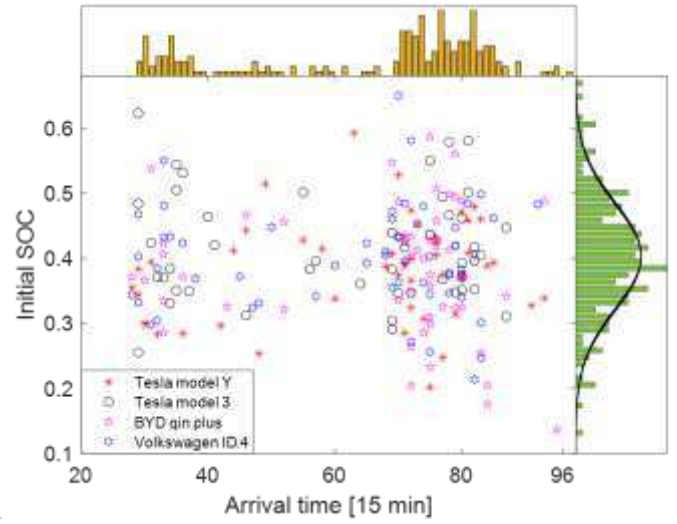 0.6
0.5
0.4
0.3
0.2
0.1
Initial SOC
Tesla model Y
Tesla model 3
BYD qin plus
Volkswagen ID.4
20 40 60 80 96
Arrival time [15 min]